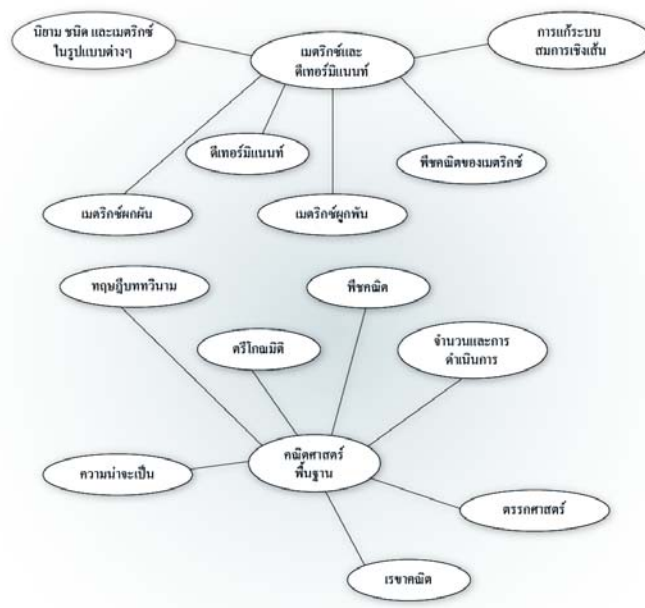 นิยาม ชนิด และเมตริกซ์
ในรูปแบบต่างๆ
เมตริกซ์และ
ดีเทอร์มิแนนท์
การแก้ระบบ
สมการเชิงเส้น
ดีเทอร์มิแนนท์
พีชคณิตของเมตริกซ์
เมตริกซ์ผกผัน
เมตริกซ์ผูกพัน
ทฤษฎีบททวินาม
พีชคณิต
ตรีโกณมิติ
จำนวนและการ
ดำเนินการ
คณิตศาสตร์
พื้นฐาน
ความน่าจะเป็น
ตรรกศาสตร์
เรขาคณิต